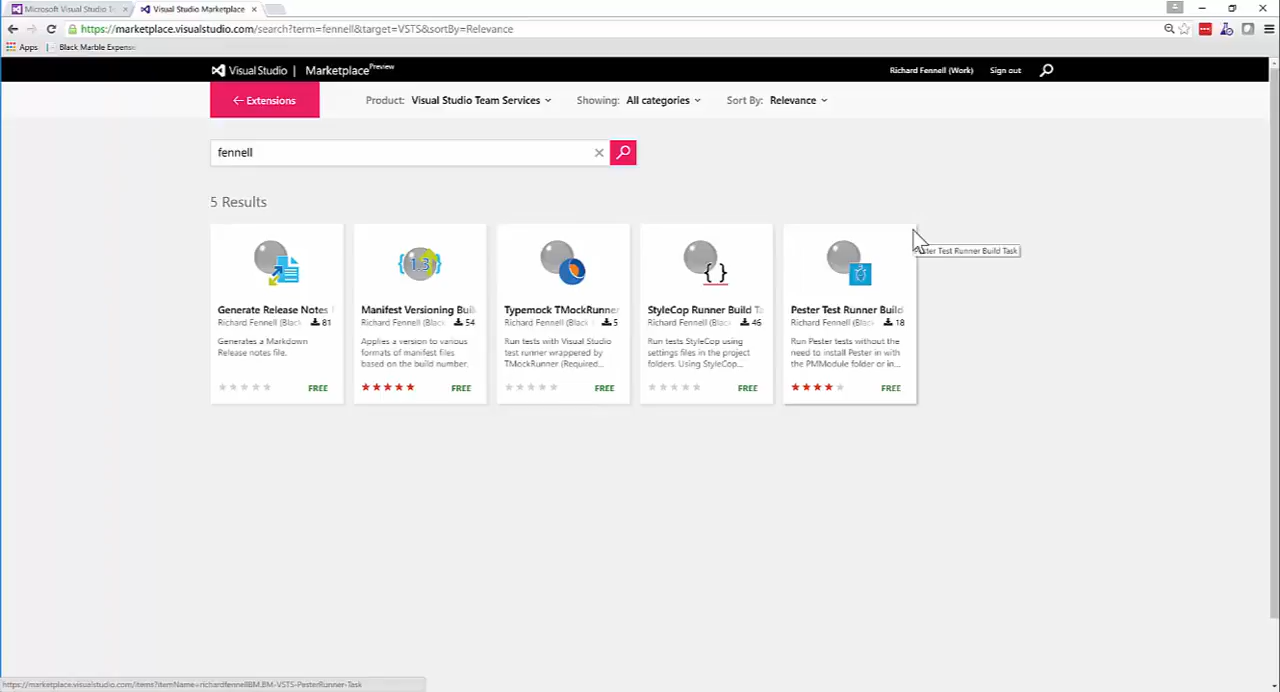 Microsoft Visual Studio
Visual Studio Marketplace
https://marketplace.visualstudio.com/search?term=fennell&target=VSTS&sortBy=Relevance
Apps
Black Marble Expense
Visual Studio | Marketplace Preview
Richard Fennell (Work)
Sign out
← Extensions
Product: Visual Studio Team Services
Showing: All categories
Sort By: Relevance
fennell
5 Results
Generate Release Notes
Richard Fennell (Blac
81
Generates a Markdown
Release notes file.
FREE
{1.3}
Manifest Versioning Buil
Richard Fennell (Blac
54
Applies a version to various
formats of manifest files
based on the build number.
FREE
Typemock TMockRunner
Richard Fennell (Black
5
Run tests with Visual Studio
test runner wrappered by
TMockRunner (Required...
FREE
{ }
StyleCop Runner Build Ta
Richard Fennell (Blac
46
Run tests StyleCop using
settings files in the project
folders. Using StyleCop...
FREE
Pester Test Runner Build
Richard Fennell (Blac
18
Run Pester tests without the
need to install Pester in with
the PMModule folder or in...
FREE
ster Test Runner Build Task
https://marketplace.visualstudio.com/items?itemName=richardfennellBM.BM-VSTS-PesterRunner-Task